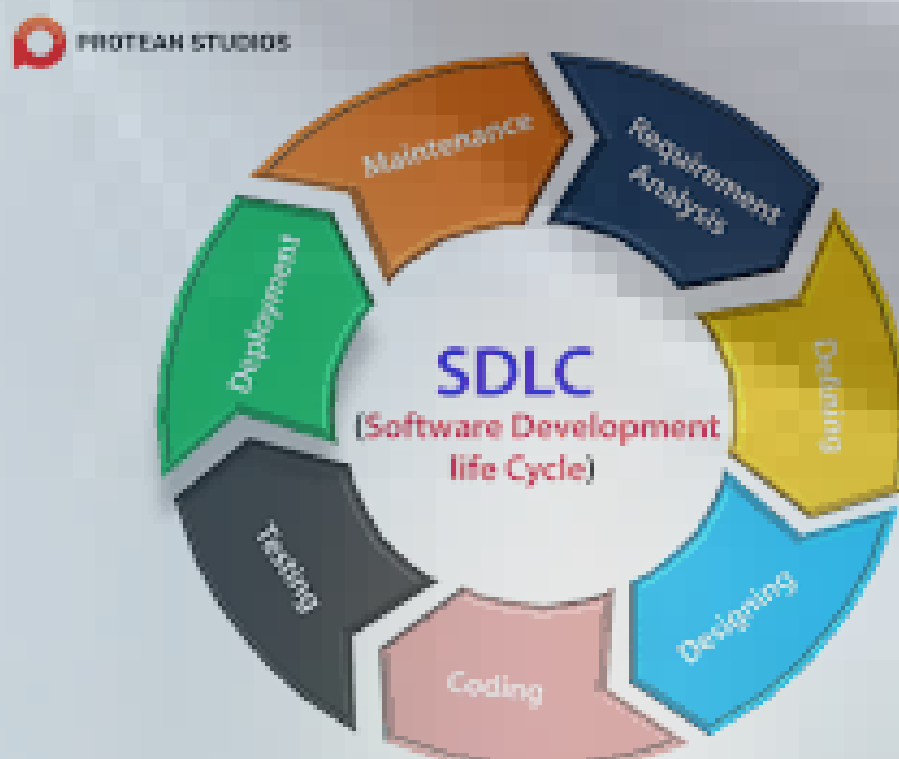 PROTEAN STUDIOS
Maintenance
Requirement
Analysis
Defining
Designing
Coding
Testing
Deployment
SDLC
(Software Development
life Cycle)